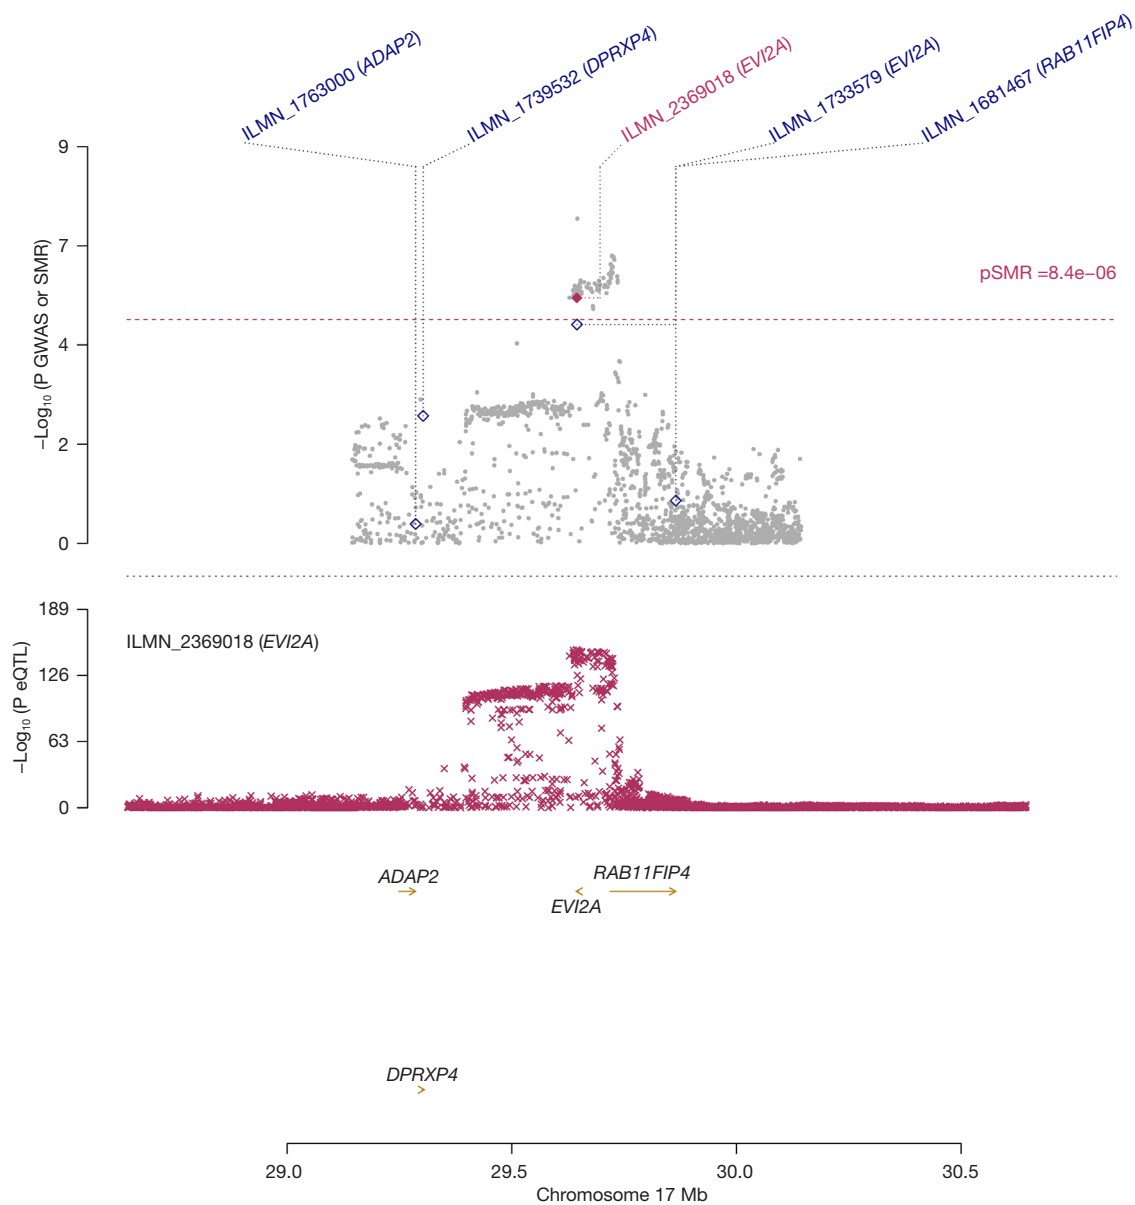 ILMN_1763000 (ADAP2)
ILMN_1739532 (DPRXP4)
ILMN_2369018 (EVI2A)
ILMN_1733579 (EVI2A)
ILMN_1681467 (RAB11FIP4)
−Log₁₀ (P GWAS or SMR)
9
7
4
2
0
pSMR =8.4e−06
−Log₁₀ (P eQTL)
189
126
63
0
ILMN_2369018 (EVI2A)
ADAP2
RAB11FIP4
EVI2A
DPRXP4
29.0 29.5 30.0 30.5
Chromosome 17 Mb